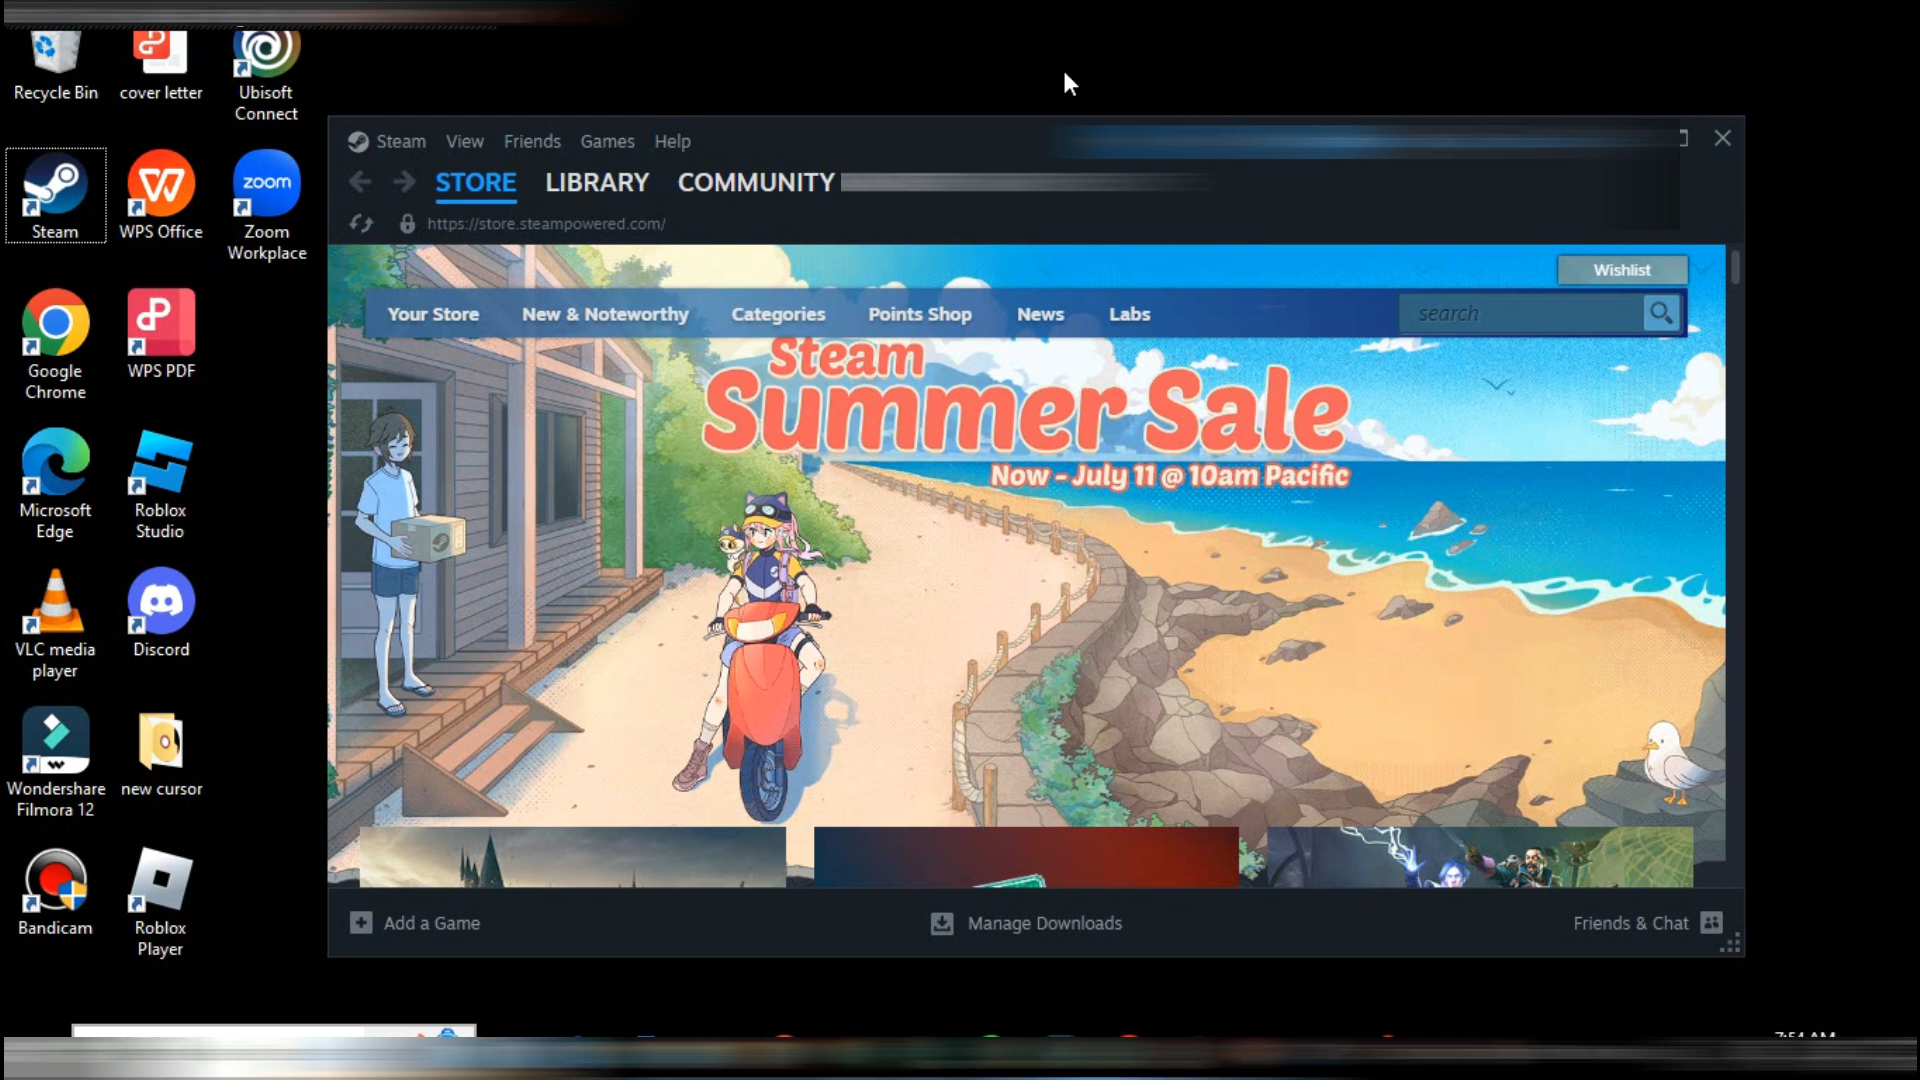 Recycle Bin
cover letter
Ubisoft
Connect
Steam
WPS Office
zoom
Zoom
Workplace
Google
Chrome
WPS PDF
Microsoft
Edge
Roblox
Studio
VLC media
player
Discord
Wondershare
Filmora 12
new cursor
Bandicam
Roblox
Player
Steam View Friends Games Help
STORE LIBRARY COMMUNITY
https://store.steampowered.com/
Wishlist
Your Store New & Noteworthy Categories Points Shop News Labs search
Steam
Summer Sale
Now - July 11 @ 10am Pacific
Add a Game
Manage Downloads
Friends & Chat
7:54 AM